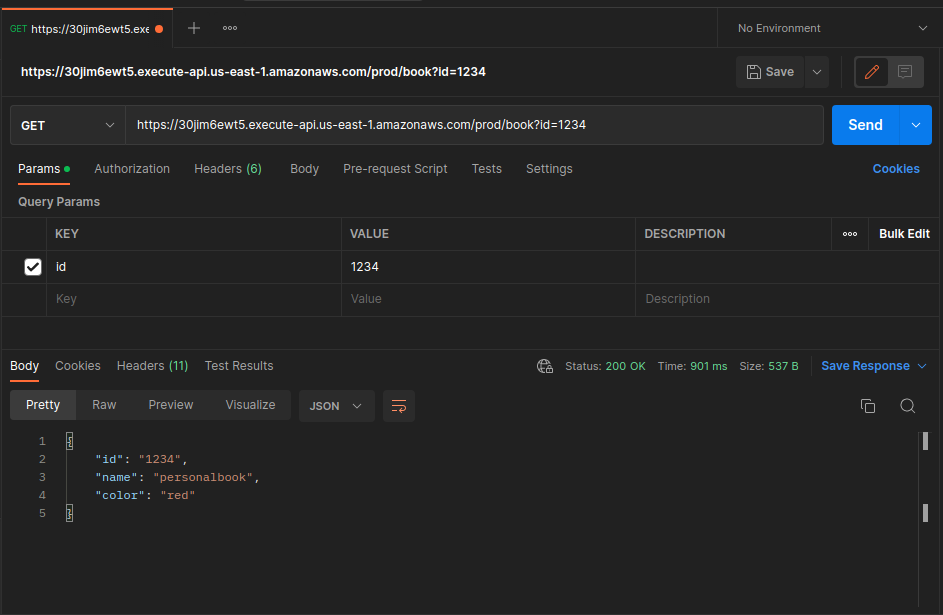 GET https://30jim6ewt5.exe
No Environment
https://30jim6ewt5.execute-api.us-east-1.amazonaws.com/prod/book?id=1234
Save
GET https://30jim6ewt5.execute-api.us-east-1.amazonaws.com/prod/book?id=1234 Send
Params Authorization Headers (6) Body Pre-request Script Tests Settings Cookies
Query Params
KEY VALUE DESCRIPTION Bulk Edit
id 1234
Key Value Description
Body Cookies Headers (11) Test Results Status: 200 OK Time: 901 ms Size: 537 B Save Response
Pretty Raw Preview Visualize JSON
1 {
2 "id": "1234",
3 "name": "personalbook",
4 "color": "red"
5 }